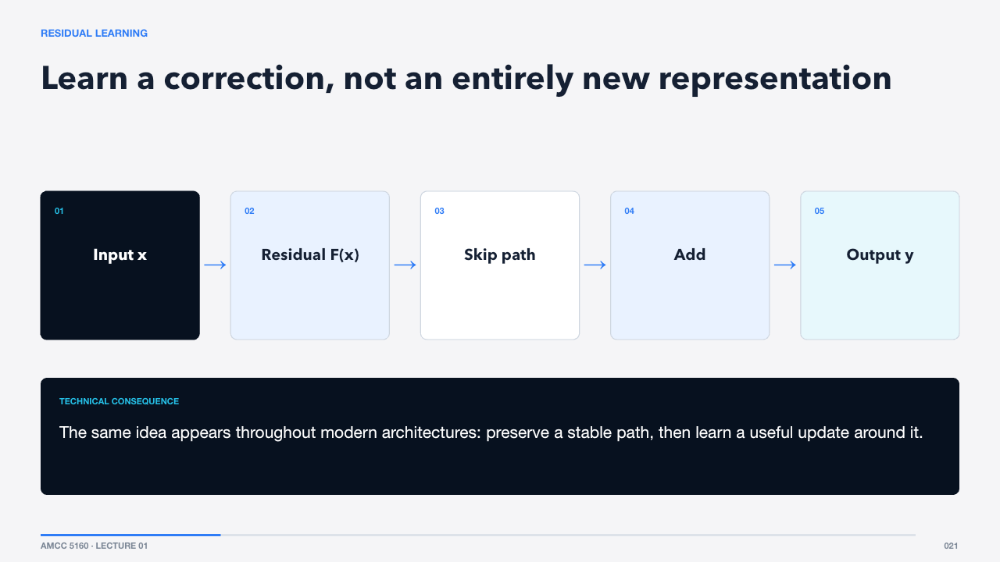 RESIDUAL LEARNING
Learn a correction, not an entirely new representation
01
Input x
→
02
Residual F(x)
→
03
Skip path
→
04
Add
→
05
Output y
TECHNICAL CONSEQUENCE
The same idea appears throughout modern architectures: preserve a stable path, then learn a useful update around it.
AMCC 5160 · LECTURE 01
021